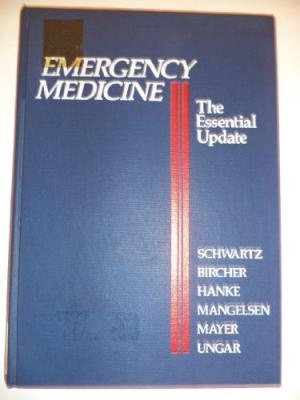 EMERGENCY
MEDICINE
The
Essential
Update
SCHWARTZ
BIRCHER
HANKE
MANGELSEN
MAYER
UNGAR